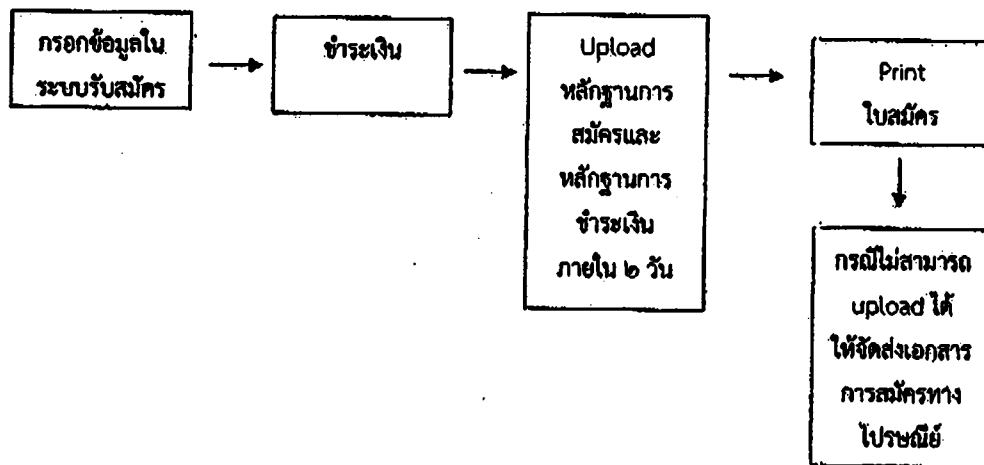 กรอกข้อมูลใน
ระบบรับสมัคร
ชำระเงิน
Upload
หลักฐานการ
สมัครและ
หลักฐานการ
ชำระเงิน
ภายใน ๒ วัน
Print
ใบสมัคร
กรณีไม่สามารถ
upload ได้
ให้จัดส่งเอกสาร
การสมัครทาง
ไปรษณีย์